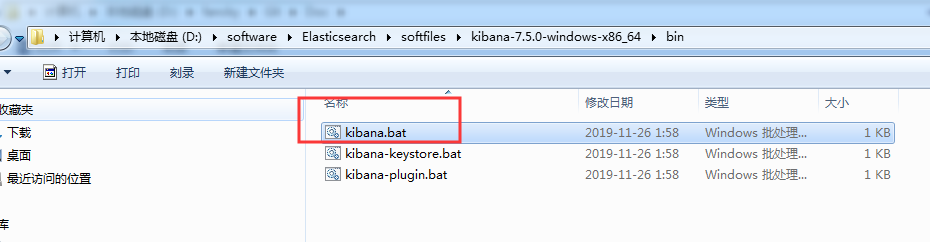 计算机 ▸ 本地磁盘 (D:) ▸ software ▸ Elasticsearch ▸ softfiles ▸ kibana-7.5.0-windows-x86_64 ▸ bin
打开 打印 刻录 新建文件夹
收藏夹
下载
桌面
最近访问的位置
库
名称 修改日期 类型 大小
kibana.bat 2019-11-26 1:58 Windows 批处理... 1 KB
kibana-keystore.bat 2019-11-26 1:58 Windows 批处理... 1 KB
kibana-plugin.bat 2019-11-26 1:58 Windows 批处理... 1 KB